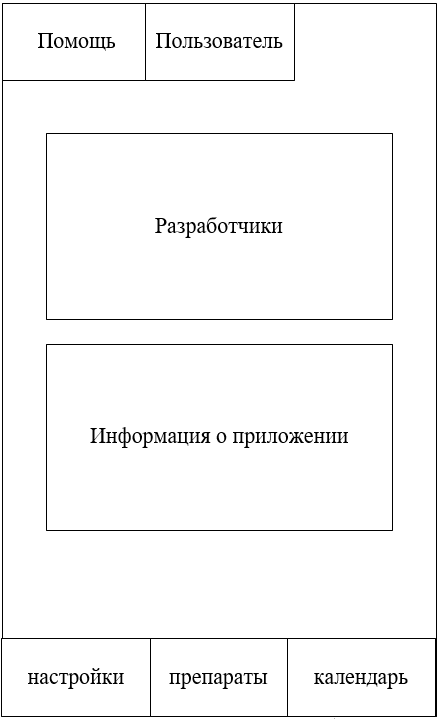 Помощь Пользователь
Разработчики
Информация о приложении
настройки препараты календарь